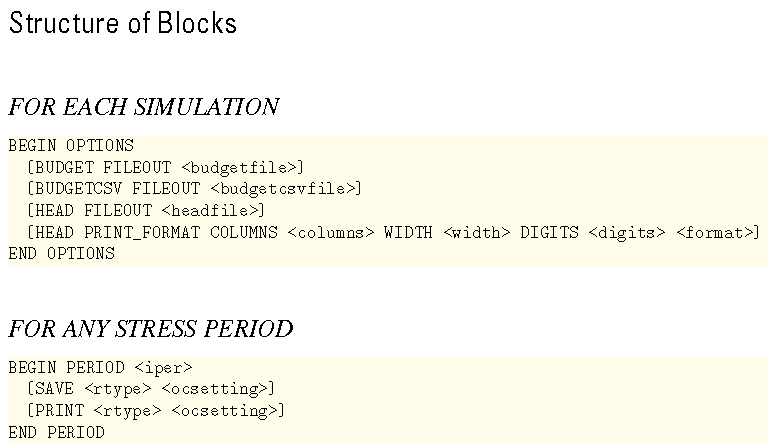 Structure of Blocks
FOR EACH SIMULATION
BEGIN OPTIONS
[BUDGET FILEOUT <budgetfile>]
[BUDGETCSV FILEOUT <budgetcsvfile>]
[HEAD FILEOUT <headfile>]
[HEAD PRINT_FORMAT COLUMNS <columns> WIDTH <width> DIGITS <digits> <format>]
END OPTIONS
FOR ANY STRESS PERIOD
BEGIN PERIOD <iper>
[SAVE <rtype> <ocsetting>]
[PRINT <rtype> <ocsetting>]
END PERIOD